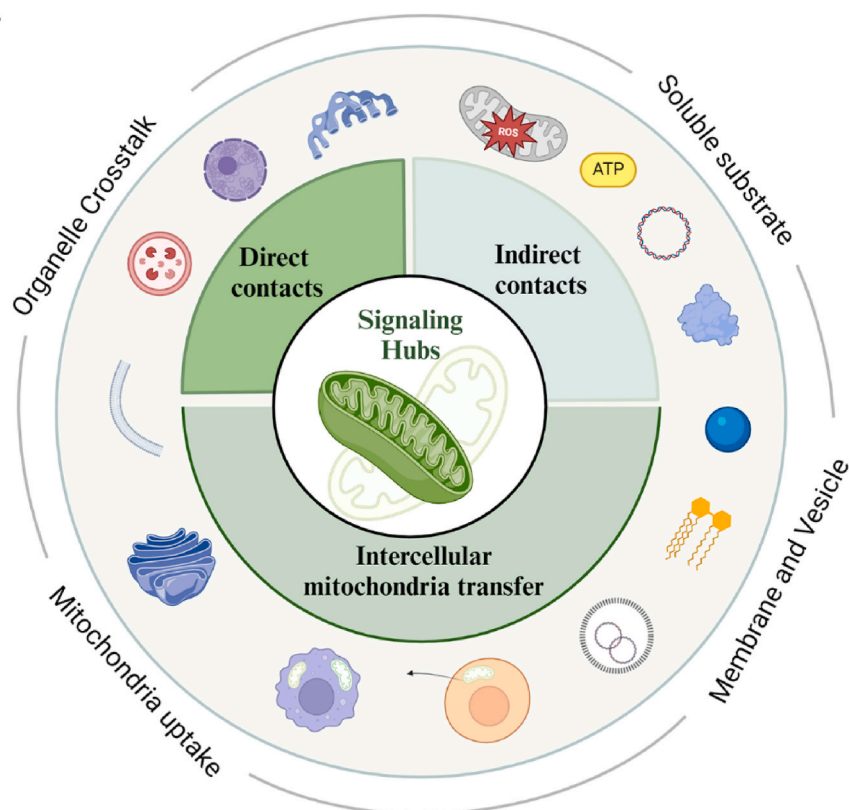 Organelle Crosstalk
Soluble substrate
ROS
ATP
Direct
contacts
Indirect
contacts
Signaling
Hubs
Intercellular
mitochondria transfer
Mitochondria uptake
Membrane and Vesicle